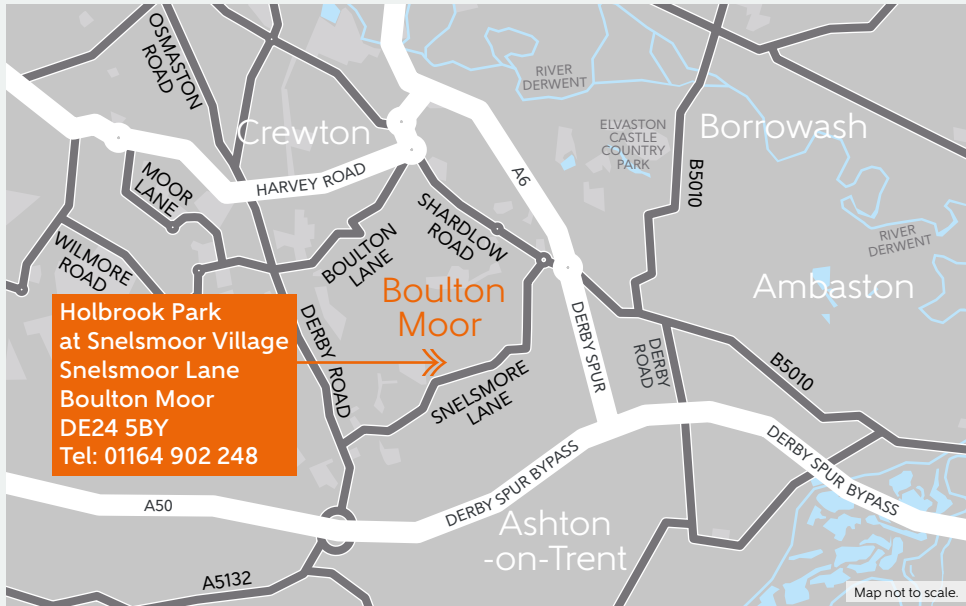 OSMASTON
ROAD
RIVER
DERWENT
Crewton
ELVASTON
CASTLE
COUNTRY
PARK
Borrowash
A6
B5010
HARVEY ROAD
MOOR
LANE
SHARDLOW
ROAD
BOULTON
LANE
WILMORE
ROAD
RIVER
DERWENT
Boulton
Moor
Ambaston
Holbrook Park
at Snelsmoor Village
Snelsmoor Lane
Boulton Moor
DE24 5BY
Tel: 01164 902 248
DERBY ROAD
DERBY SPUR
DERBY
ROAD
B5010
SNELSMORE
LANE
DERBY SPUR BYPASS
DERBY SPUR BYPASS
A50
Ashton
-on-Trent
A5132
Map not to scale.